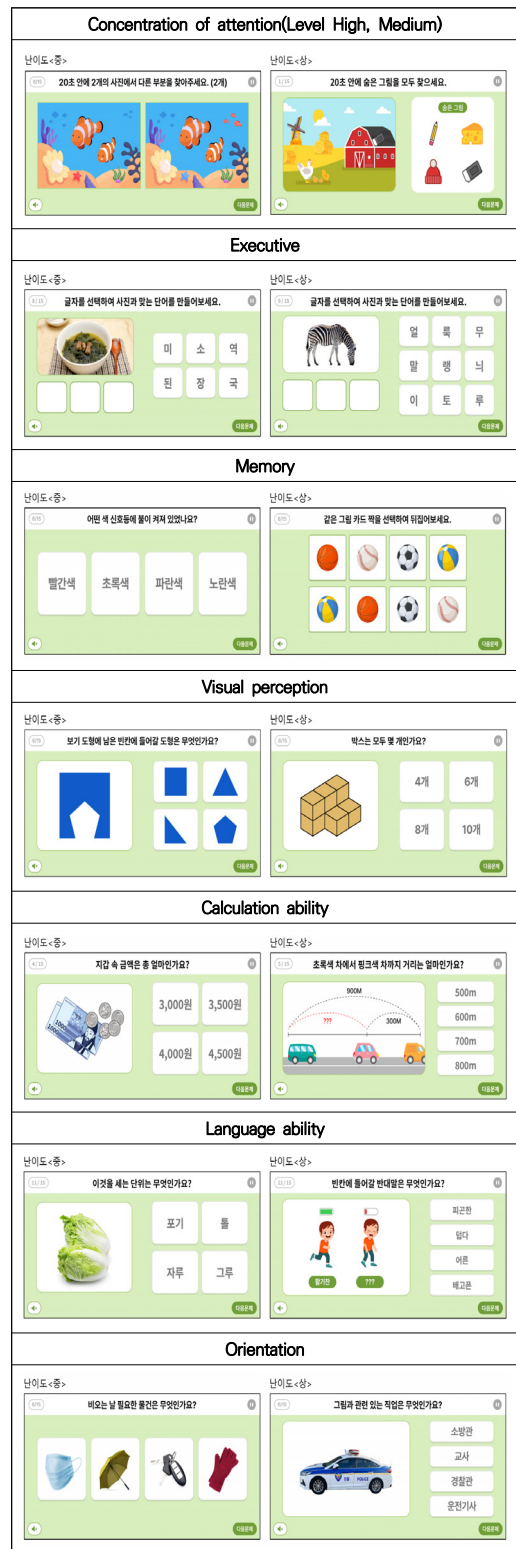 Concentration of attention(Level High, Medium)
난이도<중>
난이도<상>
20초 안에 2개의 사진에서 다른 부분을 찾아주세요. (2개)
다음문제
1/15
20초 안에 숨은 그림을 모두 찾으세요.
숨은 그림
다음문제
Executive
난이도<중>
난이도<상>
8/15
글자를 선택하여 사진과 맞는 단어를 만들어보세요.
미 소 역
된 장 국
다음문제
9/15
글자를 선택하여 사진과 맞는 단어를 만들어보세요.
얼 룩 무
말 랭 늬
이 토 루
다음문제
Memory
난이도<중>
난이도<상>
어떤 색 신호등에 불이 켜져 있었나요?
빨간색 초록색 파란색 노란색
다음문제
같은 그림 카드 짝을 선택하여 뒤집어보세요.
다음문제
Visual perception
난이도<중>
난이도<상>
보기 도형에 남은 빈칸에 들어갈 도형은 무엇인가요?
다음문제
박스는 모두 몇 개인가요?
4개 6개
8개 10개
다음문제
Calculation ability
난이도<중>
난이도<상>
4/15
지갑 속 금액은 총 얼마인가요?
3,000원 3,500원
4,000원 4,500원
다음문제
5/15
초록색 차에서 핑크색 차까지 거리는 얼마인가요?
900M
??? 300M
500m
600m
700m
800m
다음문제
Language ability
난이도<중>
난이도<상>
11/15
이것을 세는 단위는 무엇인가요?
포기 톨
자루 그루
다음문제
12/15
빈칸에 들어갈 반대말은 무엇인가요?
활기찬 ???
피곤한
덥다
어른
배고픈
다음문제
Orientation
난이도<중>
난이도<상>
비오는 날 필요한 물건은 무엇인가요?
다음문제
그림과 관련 있는 직업은 무엇인가요?
POLICE
소방관
교사
경찰관
운전기사
다음문제